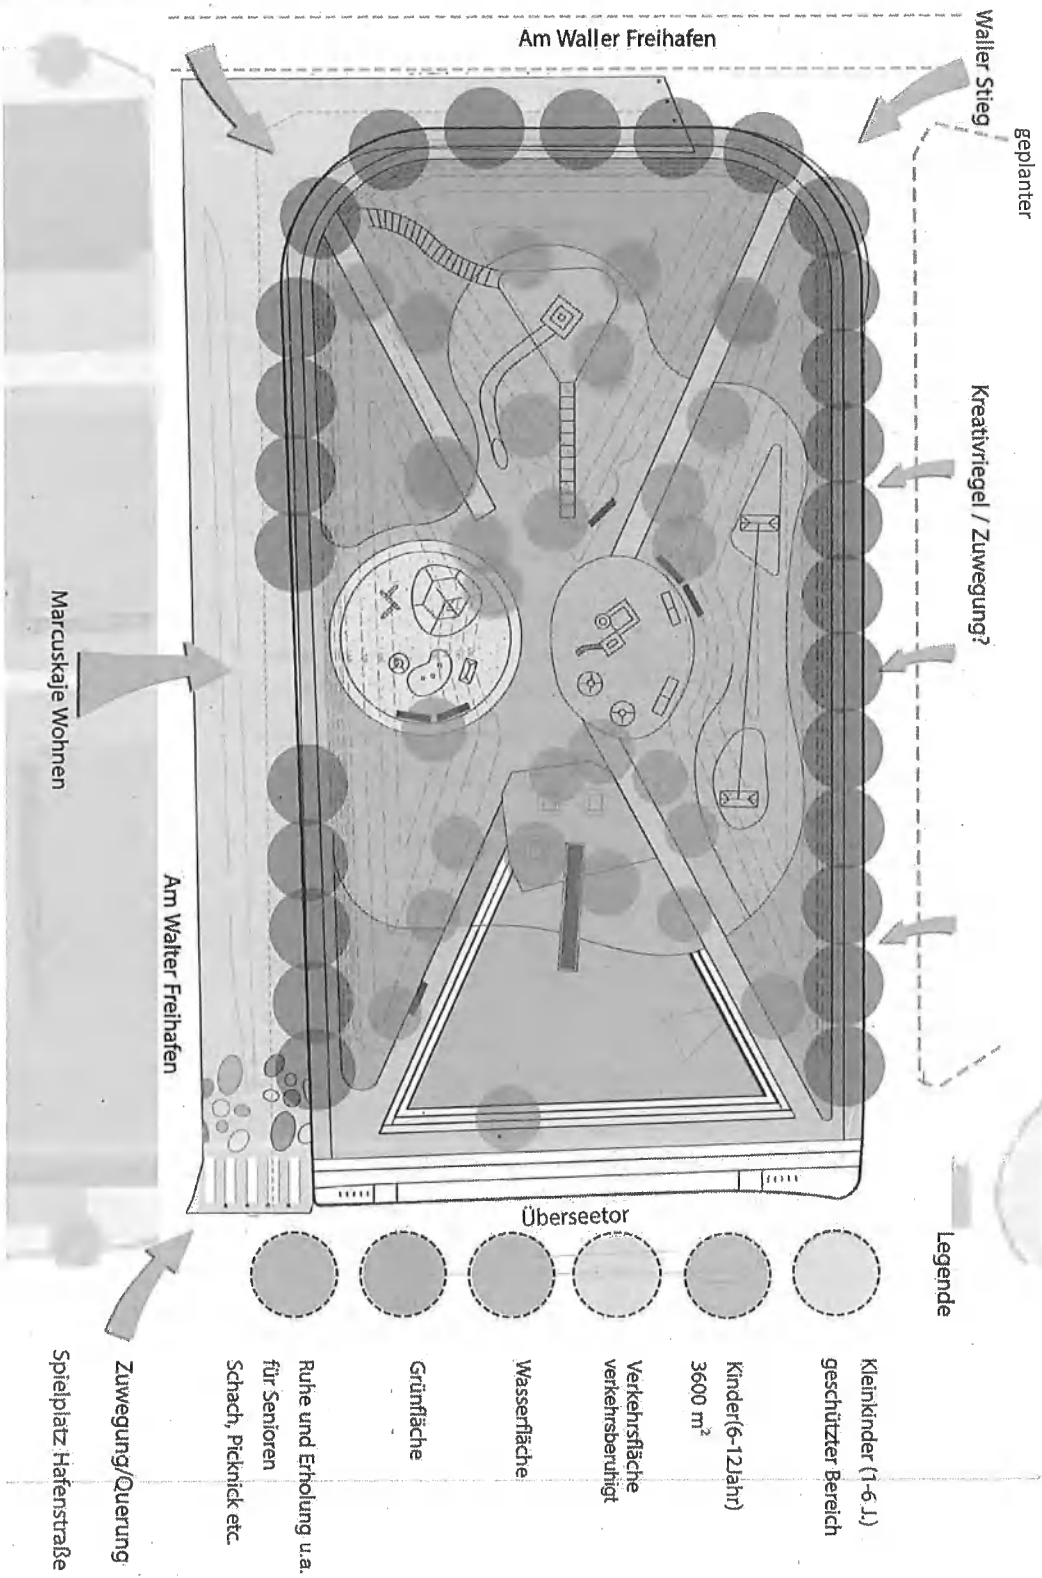 Am Waller Freihafen
geplanter
Waller Stieg
Kreativriegel / Zuwegung?
Marcuskaje Wohnen
Am Walter Freihafen
Überseetor
Legende
Kleinkinder (1-6 J.)
geschützter Bereich
Kinder(6-12Jahr)
3600 m²
Verkehrsfläche
verkehrsberuhigt
Wasserfläche
Grünfläche
Ruhe und Erholung u.a.
für Senioren
Schach, Picknick etc.
Zuwegung/Querung
Spielplatz Hafenstraße